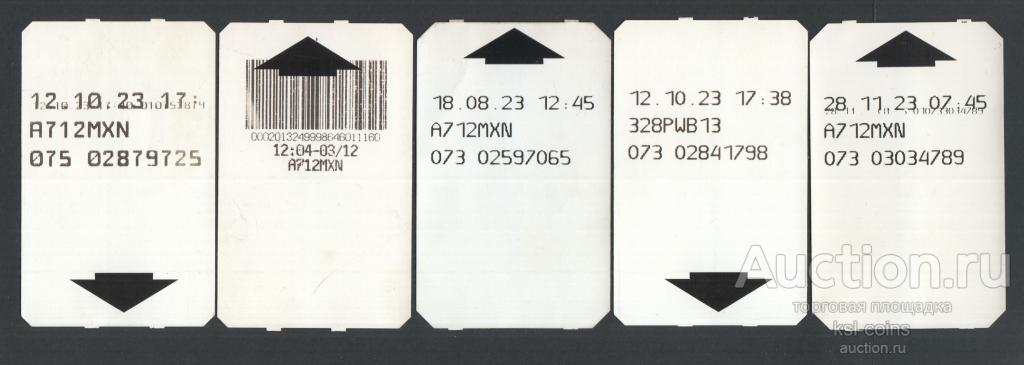 12.10.23 17:
A712MXN
075 02879725
0002013249998646011160
12:04-03/12
A712MXN
18.08.23 12:45
A712MXN
073 02597065
12.10.23 17:38
328PWB13
073 02841798
28.11.23 07:45
A712MXN
073 03034789
Auction.ru
торговая площадка
ksl-coins
auction.ru